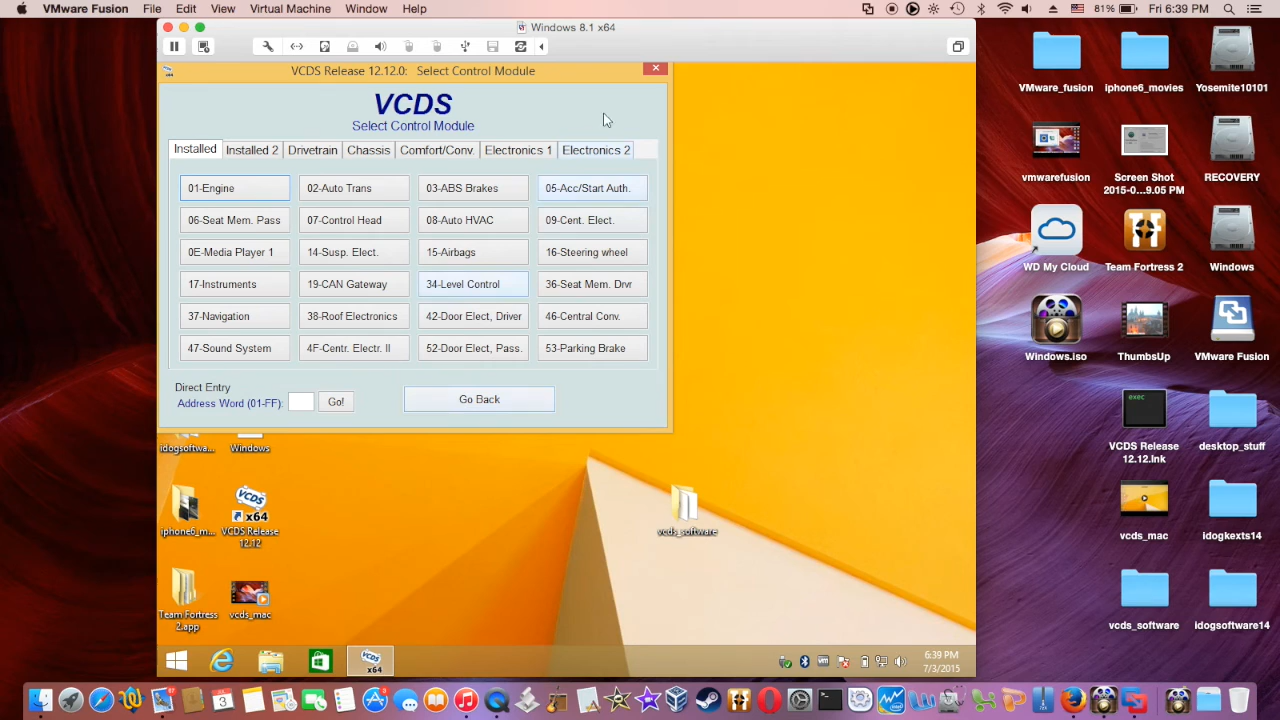 VMware Fusion File Edit View Virtual Machine Window Help
81% Fri 6:39 PM
Windows 8.1 x64
VCDS Release 12.12.0: Select Control Module
VCDS
Select Control Module
Installed Installed 2 Drivetrain Chassis Comfort/Conv. Electronics 1 Electronics 2
01-Engine 02-Auto Trans 03-ABS Brakes 05-Acc/Start Auth.
06-Seat Mem. Pass 07-Control Head 08-Auto HVAC 09-Cent. Elect.
0E-Media Player 1 14-Susp. Elect. 15-Airbags 16-Steering wheel
17-Instruments 19-CAN Gateway 34-Level Control 36-Seat Mem. Drvr
37-Navigation 38-Roof Electronics 42-Door Elect, Driver 46-Central Conv.
47-Sound System 4F-Centr. Electr. II 52-Door Elect, Pass. 53-Parking Brake
Direct Entry
Address Word (01-FF): Go! Go Back
idogsoftwa... Windows
iphone6_m... VCDS Release
12.12
x64
VCDS
vcds_software
Team Fortress
2.app
vcds_mac
VCDS
x64
6:39 PM
7/3/2015
VMware_fusion iphone6_movies Yosemite10101
vmwarefusion Screen Shot
2015-0...9.05 PM
RECOVERY
WD My Cloud Team Fortress 2 Windows
Windows.iso ThumbsUp VMware Fusion
exec
VCDS Release
12.12.lnk
desktop_stuff
vcds_mac idogkexts14
vcds_software idogsoftware14